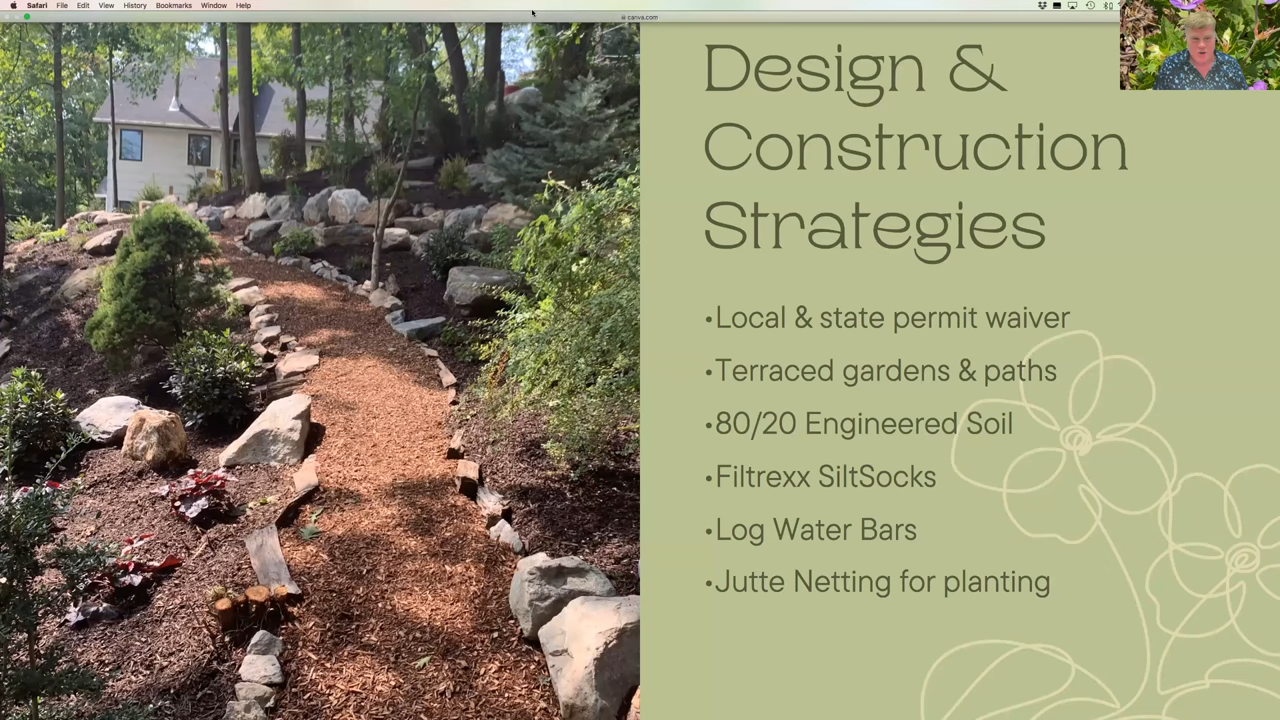 Safari File Edit View History Bookmarks Window Help
canva.com
Design &
Construction
Strategies
•Local & state permit waiver
•Terraced gardens & paths
•80/20 Engineered Soil
•Filtrexx SiltSocks
•Log Water Bars
•Jutte Netting for planting